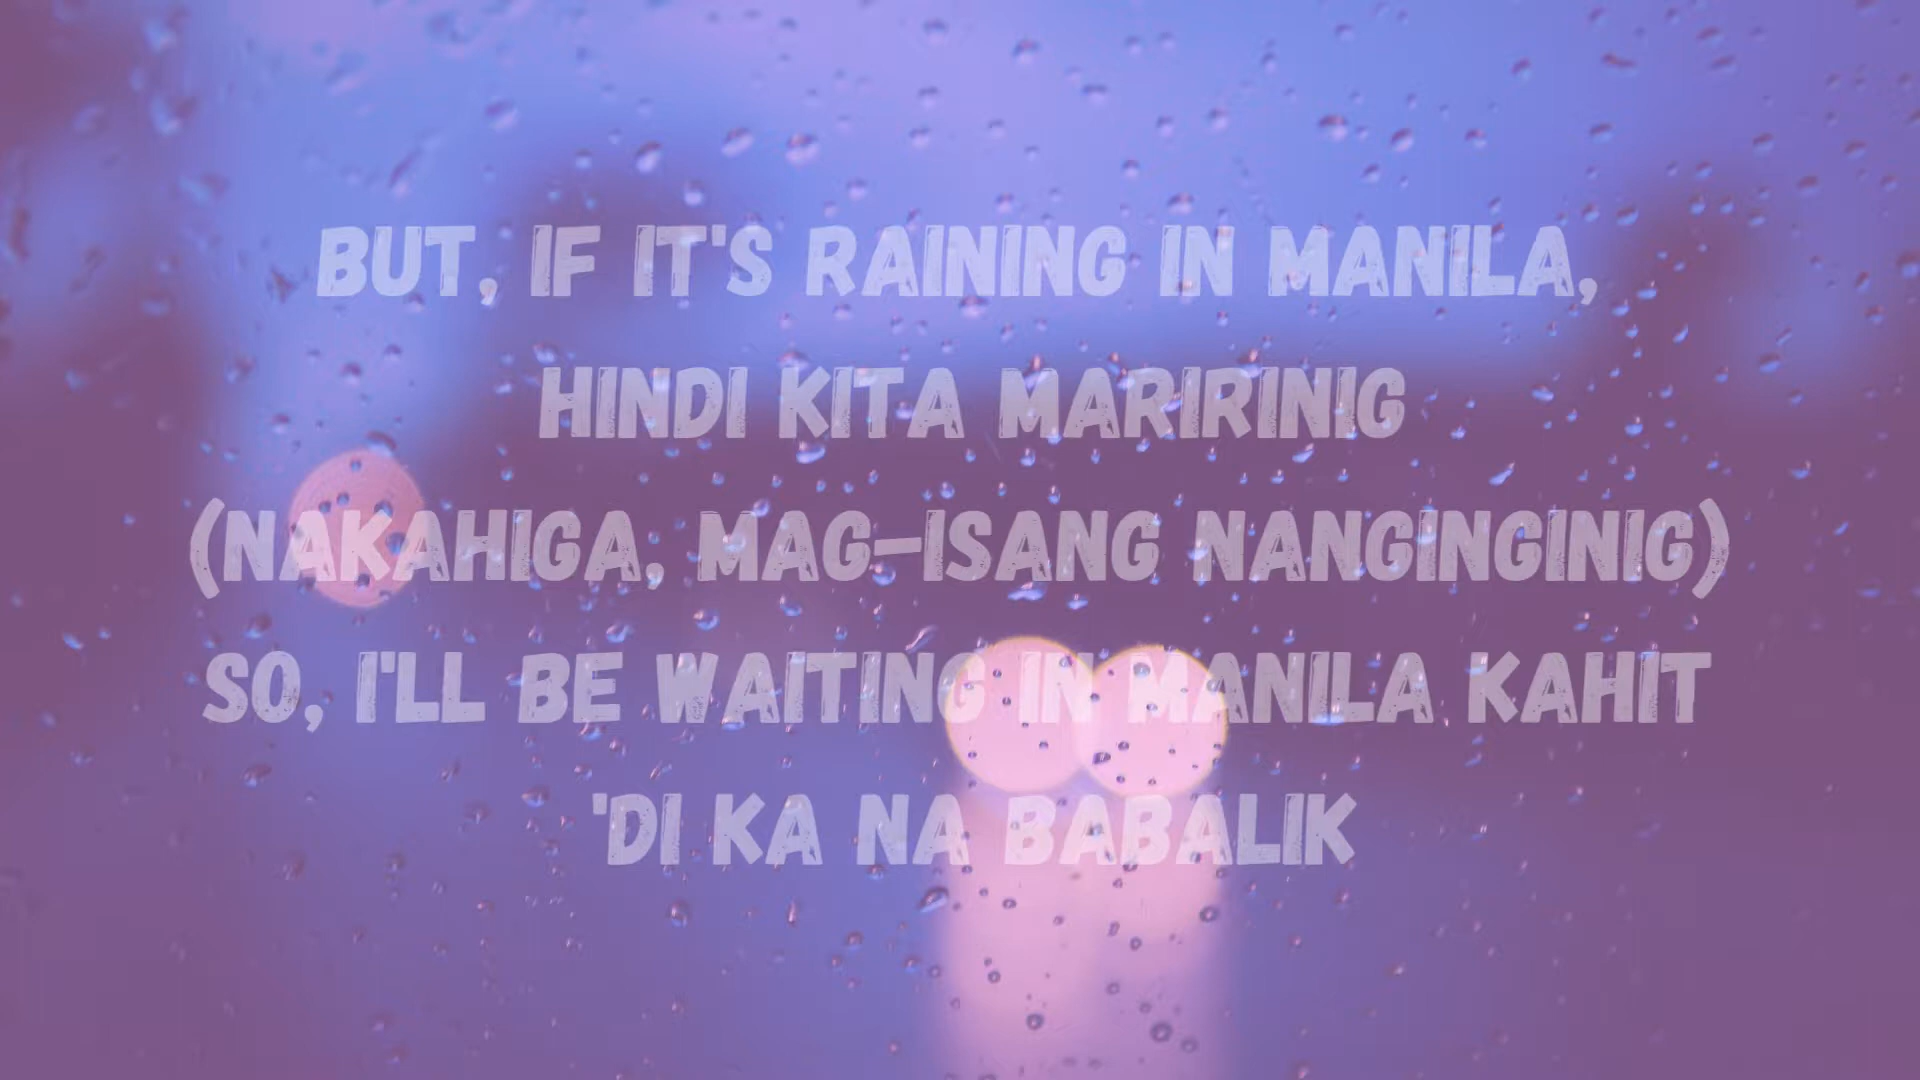 BUT, IF IT'S RAINING IN MANILA,
HINDI KITA MARIRINIG
(NAKAHIGA, MAG-ISANG NANGINGINIG)
SO, I'LL BE WAITING IN MANILA KAHIT
'DI KA NA BABALIK